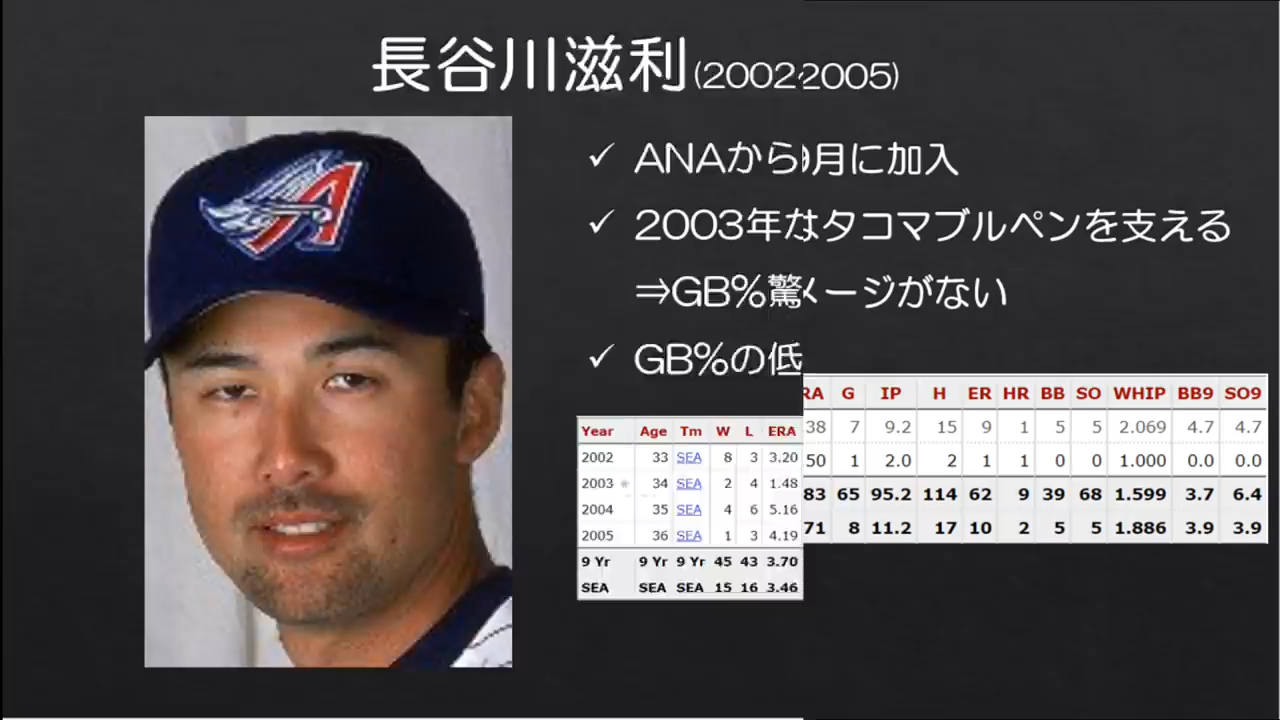 長谷川滋利(2002-2005)
✓ ANAから9月に加入
✓ 2003年なタコマブルペンを支える
⇒GB%驚メージがない
✓ GB%の低
Year Age Tm W L ERA
2002 33 SEA 8 3 3.20
2003 * 34 SEA 2 4 1.48
2004 35 SEA 4 6 5.16
2005 36 SEA 1 3 4.19
9 Yr 9 Yr 9 Yr 45 43 3.70
SEA SEA SEA 15 16 3.46
RA G IP H ER HR BB SO WHIP BB9 SO9
38 7 9.2 15 9 1 5 5 2.069 4.7 4.7
50 1 2.0 2 1 1 0 0 1.000 0.0 0.0
83 65 95.2 114 62 9 39 68 1.599 3.7 6.4
71 8 11.2 17 10 2 5 5 1.886 3.9 3.9
A